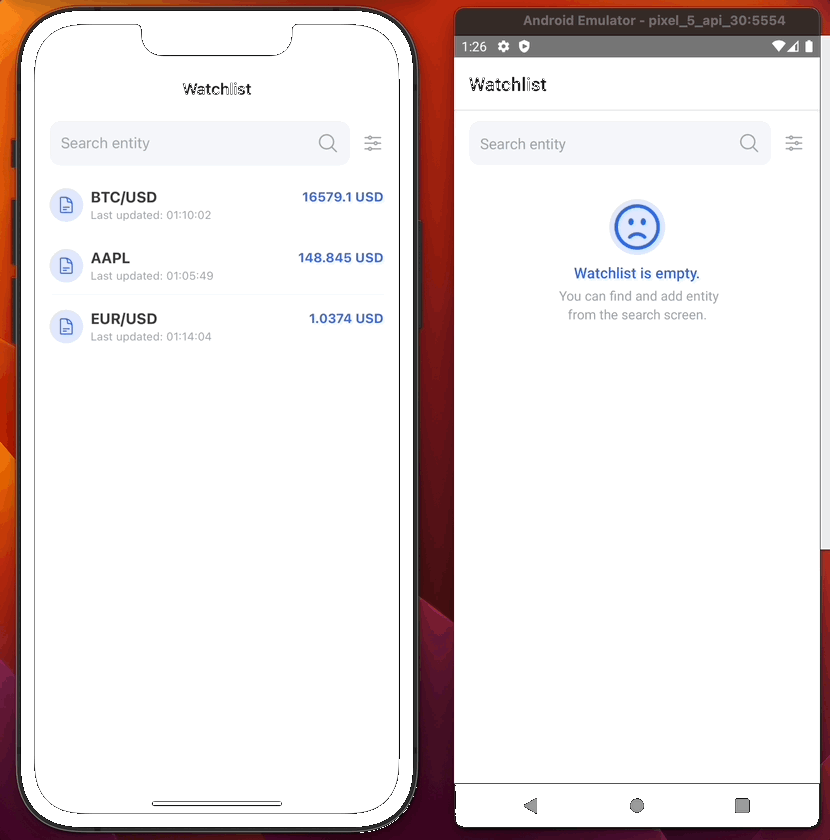 Watchlist
Search entity
BTC/USD
16579.1 USD
Last updated: 01:10:02
AAPL
148.845 USD
Last updated: 01:05:49
EUR/USD
1.0374 USD
Last updated: 01:14:04
Android Emulator - pixel_5_api_30:5554
1:26
Watchlist
Search entity
Watchlist is empty.
You can find and add entity
from the search screen.